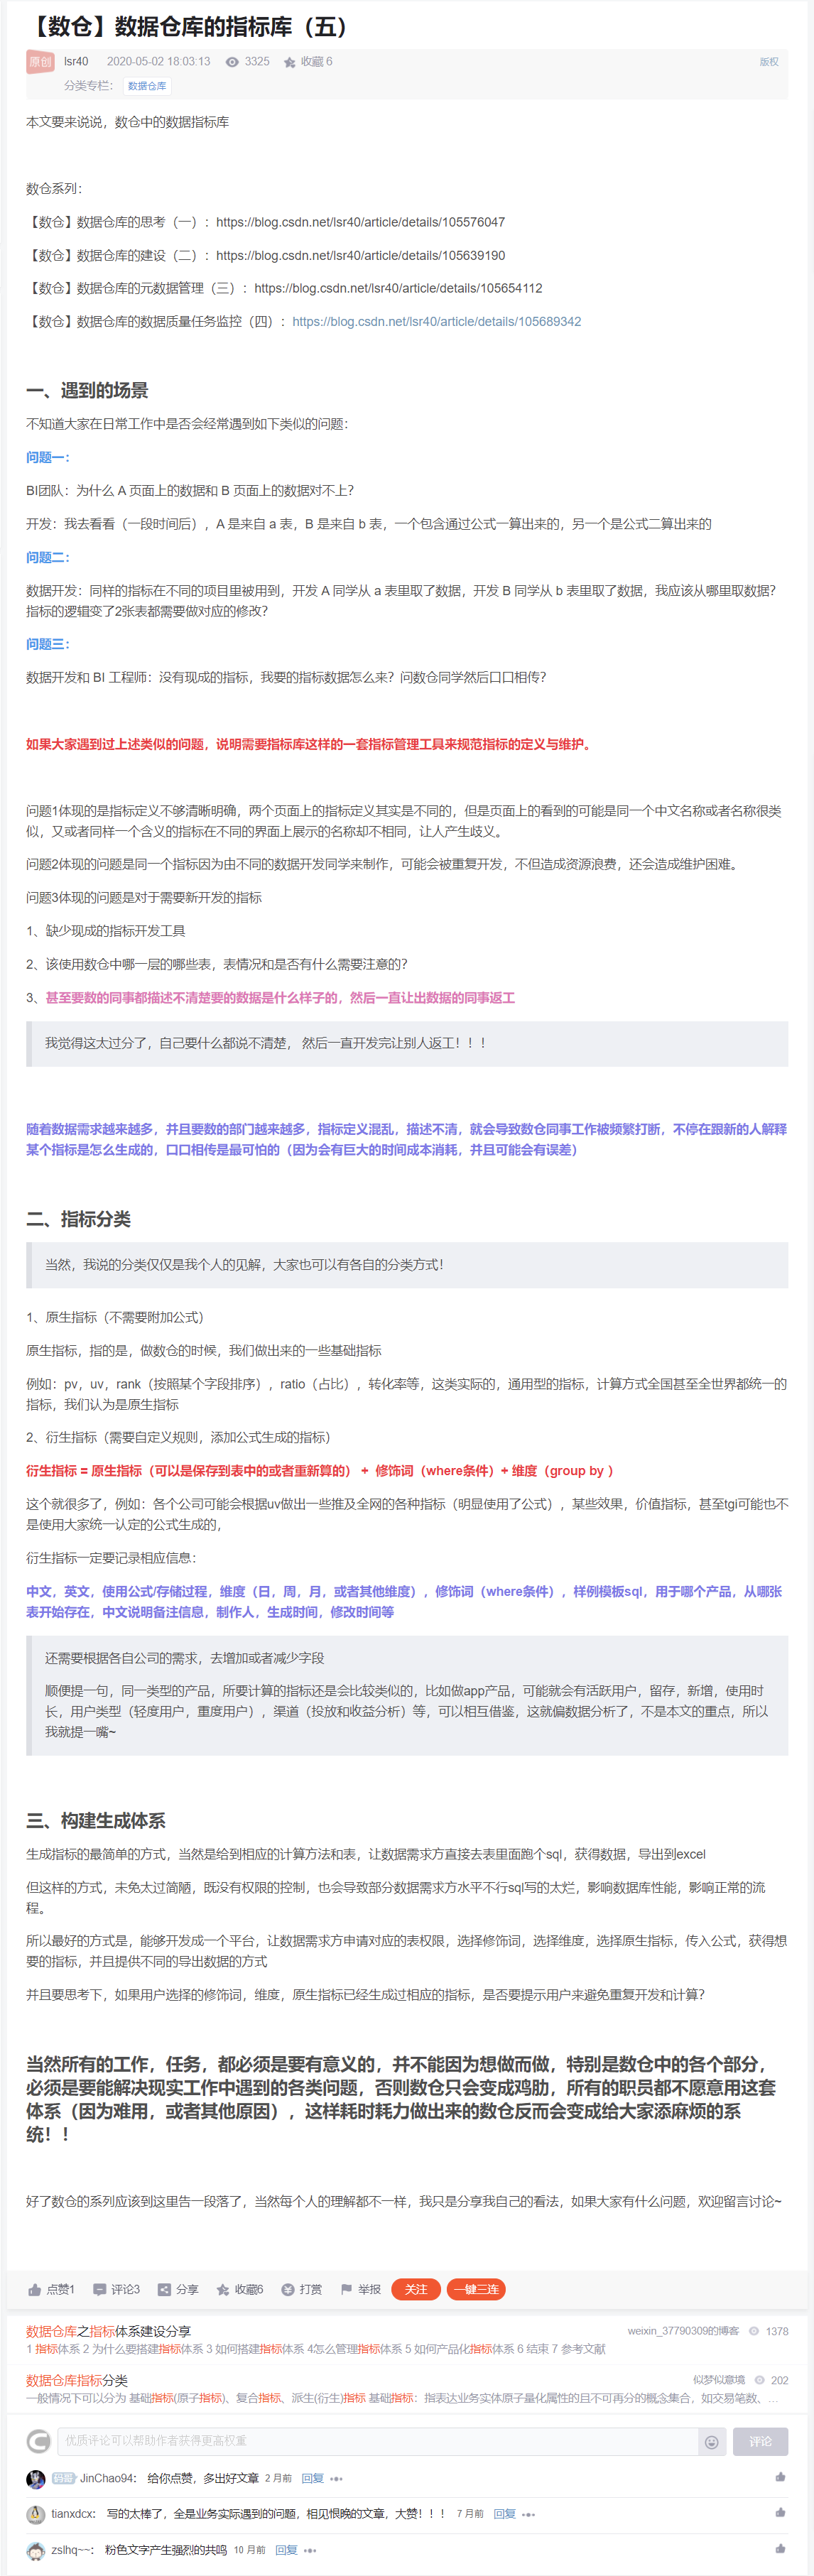 【数仓】数据仓库的指标库（五）
原创 lsr40 2020-05-02 18:03:13 3325 收藏 6 版权
分类专栏： 数据仓库
本文要来说说，数仓中的数据指标库
数仓系列：
【数仓】数据仓库的思考（一）：https://blog.csdn.net/lsr40/article/details/105576047
【数仓】数据仓库的建设（二）：https://blog.csdn.net/lsr40/article/details/105639190
【数仓】数据仓库的元数据管理（三）：https://blog.csdn.net/lsr40/article/details/105654112
【数仓】数据仓库的数据质量任务监控（四）：https://blog.csdn.net/lsr40/article/details/105689342
一、遇到的场景
不知道大家在日常工作中是否会经常遇到如下类似的问题：
问题一：
BI团队：为什么 A 页面上的数据和 B 页面上的数据对不上？
开发：我去看看（一段时间后），A 是来自 a 表，B 是来自 b 表，一个包含通过公式一算出来的，另一个是公式二算出来的
问题二：
数据开发：同样的指标在不同的项目里被用到，开发 A 同学从 a 表里取了数据，开发 B 同学从 b 表里取了数据，我应该从哪里取数据？
指标的逻辑变了2张表都需要做对应的修改？
问题三：
数据开发和 BI 工程师：没有现成的指标，我要的指标数据怎么来？问数仓同学然后口口相传？
如果大家遇到过上述类似的问题，说明需要指标库这样的一套指标管理工具来规范指标的定义与维护。
问题1体现的是指标定义不够清晰明确，两个页面上的指标定义其实是不同的，但是页面上的看到的可能是同一个中文名称或者名称很类
似，又或者同样一个含义的指标在不同的界面上展示的名称却不相同，让人产生歧义。
问题2体现的问题是同一个指标因为由不同的数据开发同学来制作，可能会被重复开发，不但造成资源浪费，还会造成维护困难。
问题3体现的问题是对于需要新开发的指标
1、缺少现成的指标开发工具
2、该使用数仓中哪一层的哪些表，表情况和是否有什么需要注意的？
3、甚至要数的同事都描述不清楚要的数据是什么样子的，然后一直让出数据的同事返工
我觉得这太过分了，自己要什么都说不清楚， 然后一直开发完让别人返工！！！
随着数据需求越来越多，并且要数的部门越来越多，指标定义混乱，描述不清，就会导致数仓同事工作被频繁打断，不停在跟新的人解释
某个指标是怎么生成的，口口相传是最可怕的（因为会有巨大的时间成本消耗，并且可能会有误差）
二、指标分类
当然，我说的分类仅仅是我个人的见解，大家也可以有各自的分类方式！
1、原生指标（不需要附加公式）
原生指标，指的是，做数仓的时候，我们做出来的一些基础指标
例如：pv，uv，rank（按照某个字段排序），ratio（占比），转化率等，这类实际的，通用型的指标，计算方式全国甚至全世界都统一的
指标，我们认为是原生指标
2、衍生指标（需要自定义规则，添加公式生成的指标）
衍生指标 = 原生指标（可以是保存到表中的或者重新算的） + 修饰词（where条件）+ 维度（group by ）
这个就很多了，例如：各个公司可能会根据uv做出一些推及全网的各种指标（明显使用了公式），某些效果，价值指标，甚至tgi可能也不
是使用大家统一认定的公式生成的，
衍生指标一定要记录相应信息：
中文，英文，使用公式/存储过程，维度（日，周，月，或者其他维度），修饰词（where条件），样例模板sql，用于哪个产品，从哪张
表开始存在，中文说明备注信息，制作人，生成时间，修改时间等
还需要根据各自公司的需求，去增加或者减少字段
顺便提一句，同一类型的产品，所要计算的指标还是会比较类似的，比如做app产品，可能就会有活跃用户，留存，新增，使用时
长，用户类型（轻度用户，重度用户），渠道（投放和收益分析）等，可以相互借鉴，这就偏数据分析了，不是本文的重点，所以
我就提一嘴~
三、构建生成体系
生成指标的最简单的方式，当然是给到相应的计算方法和表，让数据需求方直接去表里面跑个sql，获得数据，导出到excel
但这样的方式，未免太过简陋，既没有权限的控制，也会导致部分数据需求方水平不行sql写的太烂，影响数据库性能，影响正常的流
程。
所以最好的方式是，能够开发成一个平台，让数据需求方申请对应的表权限，选择修饰词，选择维度，选择原生指标，传入公式，获得想
要的指标，并且提供不同的导出数据的方式
并且要思考下，如果用户选择的修饰词，维度，原生指标已经生成过相应的指标，是否要提示用户来避免重复开发和计算？
当然所有的工作，任务，都必须是要有意义的，并不能因为想做而做，特别是数仓中的各个部分，
必须是要能解决现实工作中遇到的各类问题，否则数仓只会变成鸡肋，所有的职员都不愿意用这套
体系（因为难用，或者其他原因），这样耗时耗力做出来的数仓反而会变成给大家添麻烦的系
统！！
好了数仓的系列应该到这里告一段落了，当然每个人的理解都不一样，我只是分享我自己的看法，如果大家有什么问题，欢迎留言讨论~
点赞1 评论3 分享 收藏6 打赏 举报 关注 一键三连
数据仓库之指标体系建设分享 weixin_37790309的博客 1378
1 指标体系 2 为什么要搭建指标体系 3 如何搭建指标体系 4怎么管理指标体系 5 如何产品化指标体系 6 结束 7 参考文献
数据仓库指标分类 似梦似意境 202
一般情况下可以分为 基础指标(原子指标)、复合指标、派生(衍生)指标 基础指标：指表达业务实体原子量化属性的且不可再分的概念集合，如交易笔数、...
优质评论可以帮助作者获得更高权重 评论
码哥 JinChao94： 给你点赞，多出好文章 2 月前 回复
tianxdcx： 写的太棒了，全是业务实际遇到的问题，相见恨晚的文章，大赞！！！ 7 月前 回复
zslhq~~： 粉色文字产生强烈的共鸣 10 月前 回复